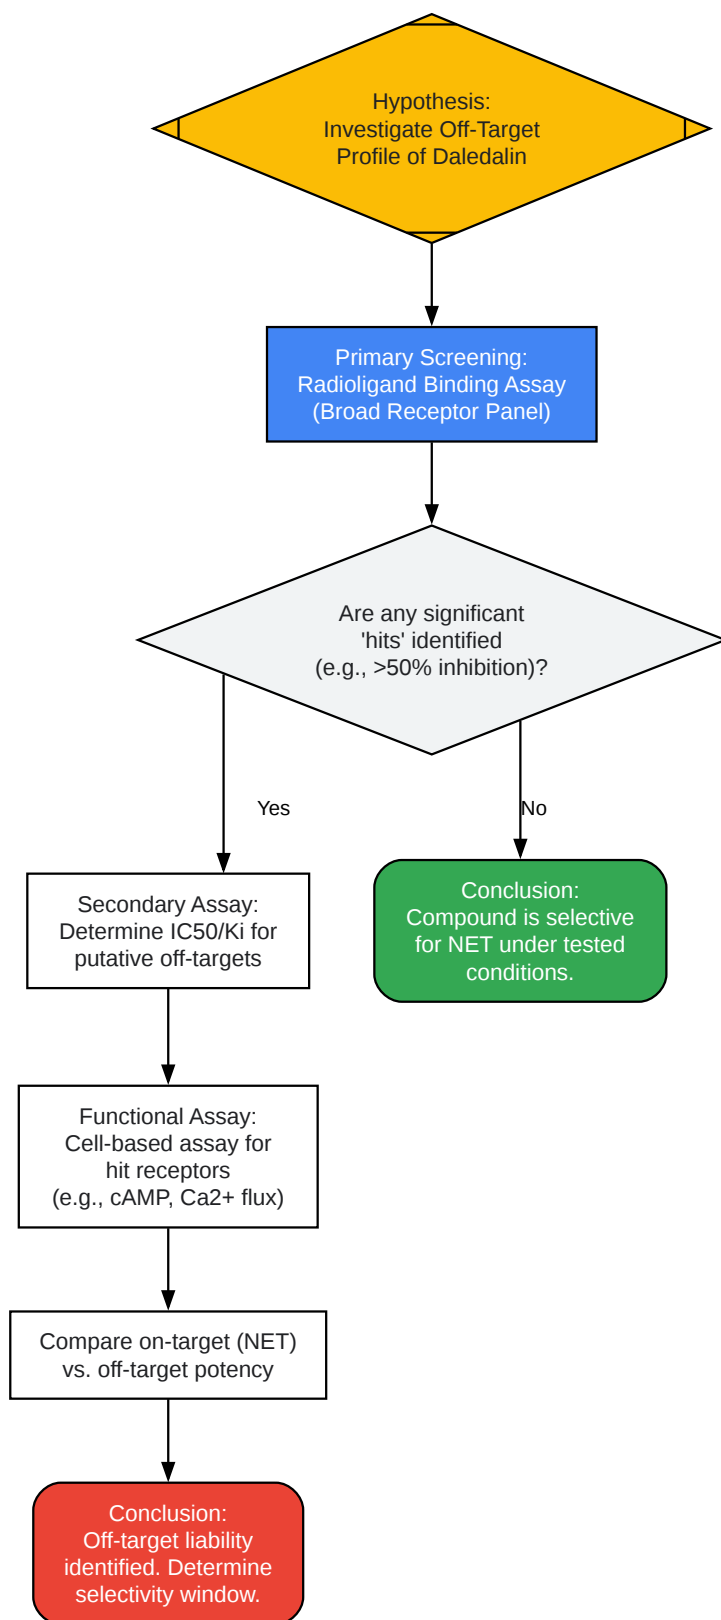 Hypothesis:
Investigate Off-Target
Profile of Daledalin
Primary Screening:
Radioligand Binding Assay
(Broad Receptor Panel)
Are any significant
'hits' identified
(e.g., >50% inhibition)?
Yes
No
Secondary Assay:
Determine IC50/Ki for
putative off-targets
Conclusion:
Compound is selective
for NET under tested
conditions.
Functional Assay:
Cell-based assay for
hit receptors
(e.g., cAMP, Ca2+ flux)
Compare on-target (NET)
vs. off-target potency
Conclusion:
Off-target liability
identified. Determine
selectivity window.